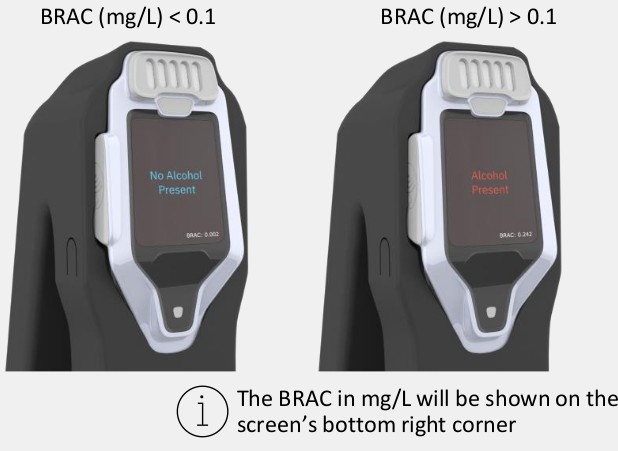 BRAC (mg/L) < 0.1
BRAC (mg/L) > 0.1
No Alcohol
Present
BRAC: 0.002
Alcohol
Present
BRAC: 0.242
The BRAC in mg/L will be shown on the
screen's bottom right corner